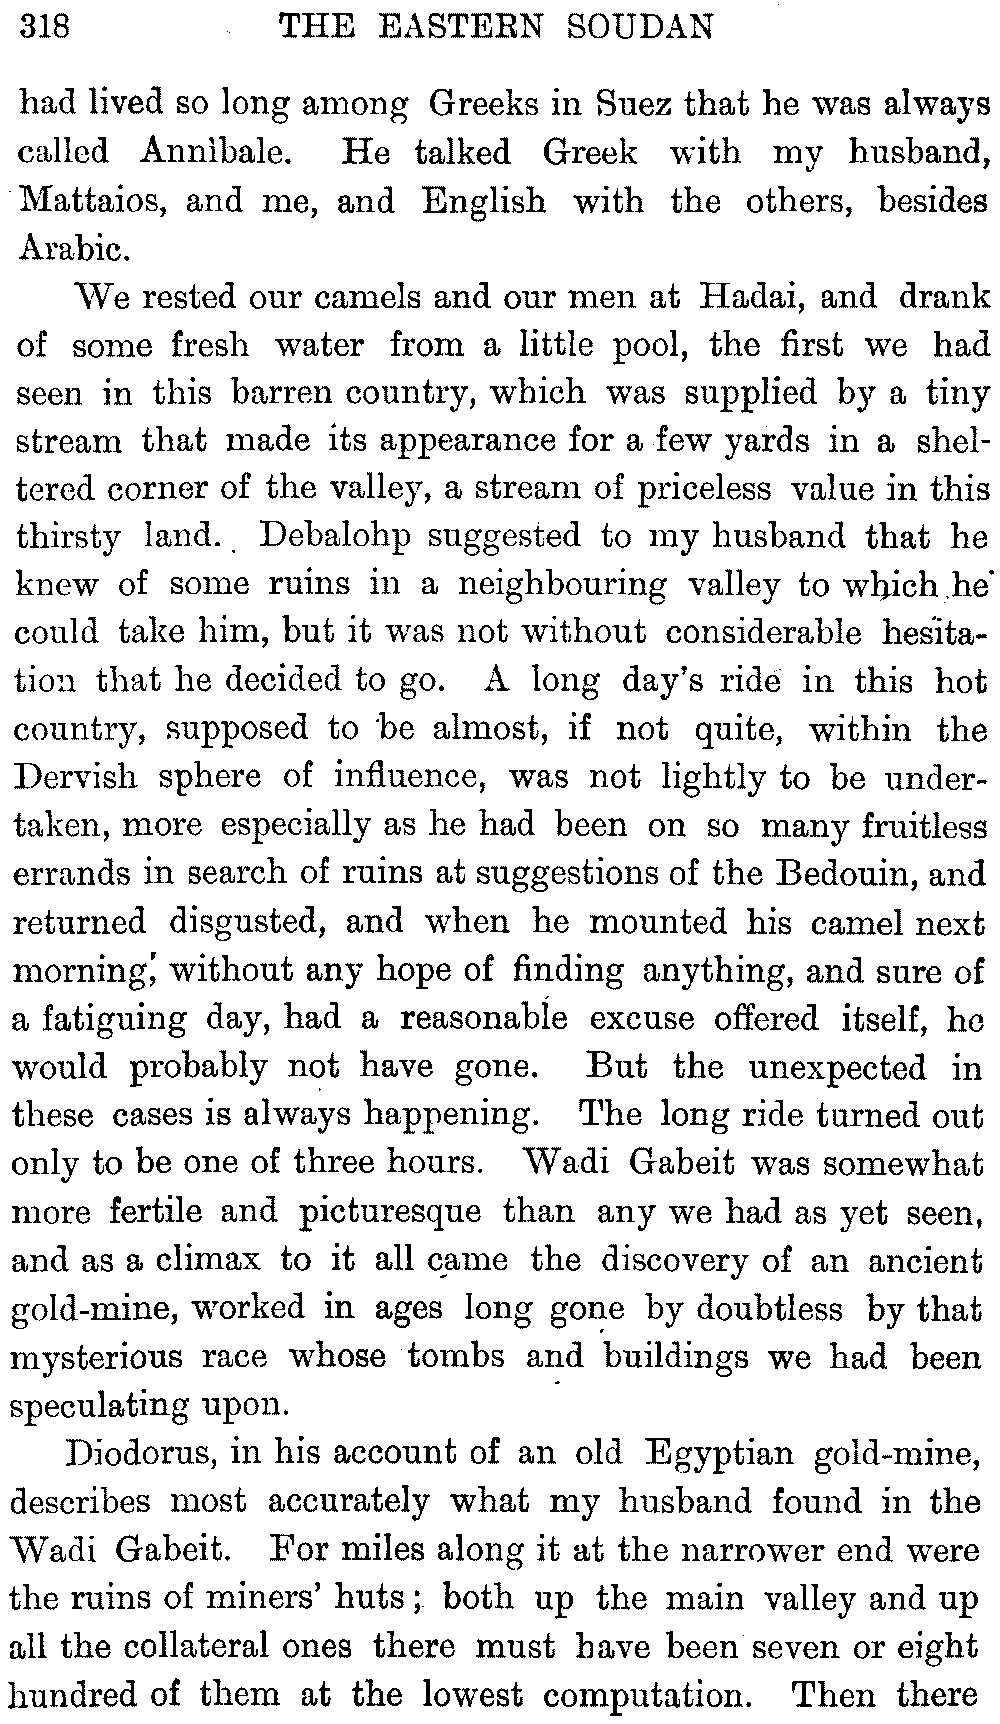 318 THE EASTERN SOUDAN
had lived so long among Greeks in Suez that he was always
called Annibale. He talked Greek with my husband,
Mattaios, and me, and English with the others, besides
Arabic.
We rested our camels and our men at Hadai, and drank
of some fresh water from a little pool, the first we had
seen in this barren country, which was supplied by a tiny
stream that made its appearance for a few yards in a shel-
tered corner of the valley, a stream of priceless value in this
thirsty land. Debalohp suggested to my husband that he
knew of some ruins in a neighbouring valley to which he
could take him, but it was not without considerable hesita-
tion that he decided to go. A long day's ride in this hot
country, supposed to be almost, if not quite, within the
Dervish sphere of influence, was not lightly to be under-
taken, more especially as he had been on so many fruitless
errands in search of ruins at suggestions of the Bedouin, and
returned disgusted, and when he mounted his camel next
morning, without any hope of finding anything, and sure of
a fatiguing day, had a reasonable excuse offered itself, he
would probably not have gone. But the unexpected in
these cases is always happening. The long ride turned out
only to be one of three hours. Wadi Gabeit was somewhat
more fertile and picturesque than any we had as yet seen,
and as a climax to it all came the discovery of an ancient
gold-mine, worked in ages long gone by doubtless by that
mysterious race whose tombs and buildings we had been
speculating upon.
Diodorus, in his account of an old Egyptian gold-mine,
describes most accurately what my husband found in the
Wadi Gabeit. For miles along it at the narrower end were
the ruins of miners' huts; both up the main valley and up
all the collateral ones there must have been seven or eight
hundred of them at the lowest computation. Then there